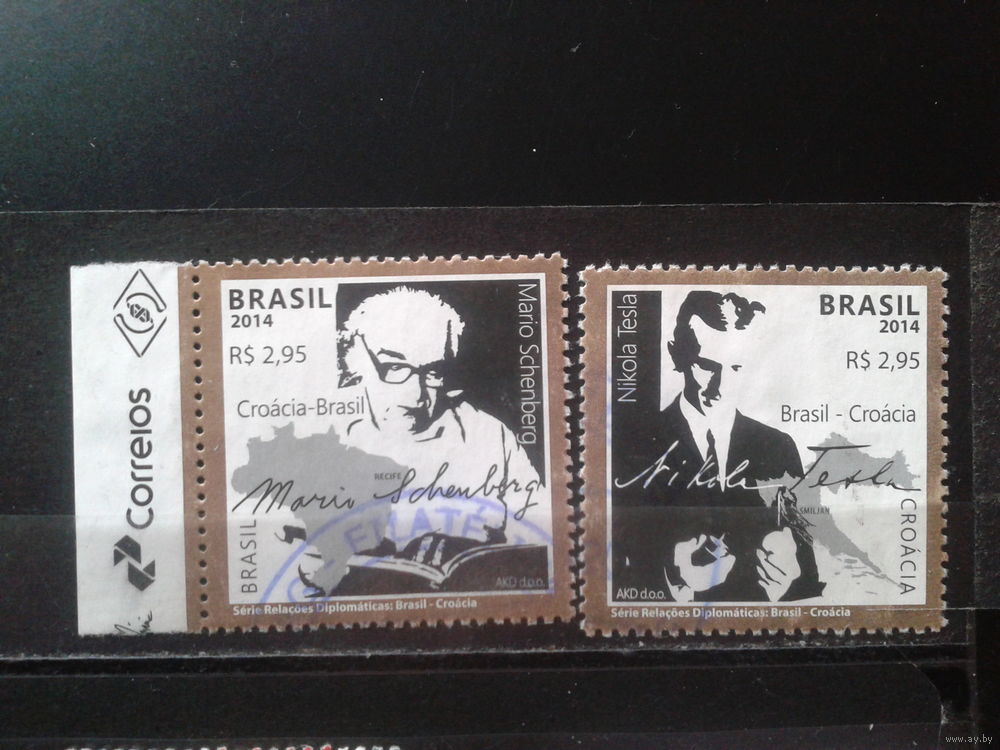 Correios
BRASIL
2014
R$ 2,95
Mario Schenberg
Croácia-Brasil
RECIFE
Mario Schenberg
FILATÉ
BRASIL
AKD d.o.o.
Série Relações Diplomáticas: Brasil - Croácia
Nikola Tesla
BRASIL
2014
R$ 2,95
Brasil - Croácia
Nikola Tesla
SMILJAN
CROÁCIA
AKD d.o.o.
Série Relações Diplomáticas: Brasil - Croácia
www.ay.by